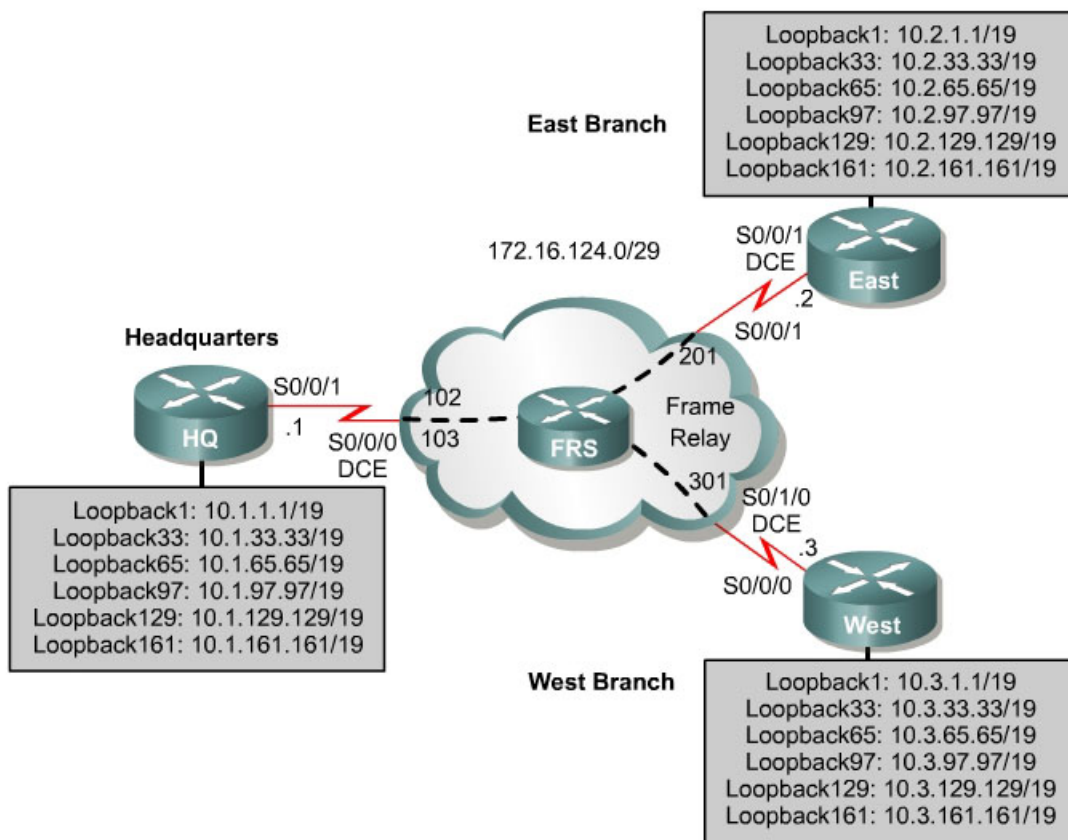 Loopback1: 10.2.1.1/19
Loopback33: 10.2.33.33/19
Loopback65: 10.2.65.65/19
Loopback97: 10.2.97.97/19
Loopback129: 10.2.129.129/19
Loopback161: 10.2.161.161/19
East Branch
172.16.124.0/29
S0/0/1
DCE
East
.2
S0/0/1
Headquarters
S0/0/1
.1
HQ
S0/0/0
DCE
102
103
FRS
201
Frame
Relay
301
S0/1/0
DCE
.3
S0/0/0
West
Loopback1: 10.1.1.1/19
Loopback33: 10.1.33.33/19
Loopback65: 10.1.65.65/19
Loopback97: 10.1.97.97/19
Loopback129: 10.1.129.129/19
Loopback161: 10.1.161.161/19
West Branch
Loopback1: 10.3.1.1/19
Loopback33: 10.3.33.33/19
Loopback65: 10.3.65.65/19
Loopback97: 10.3.97.97/19
Loopback129: 10.3.129.129/19
Loopback161: 10.3.161.161/19